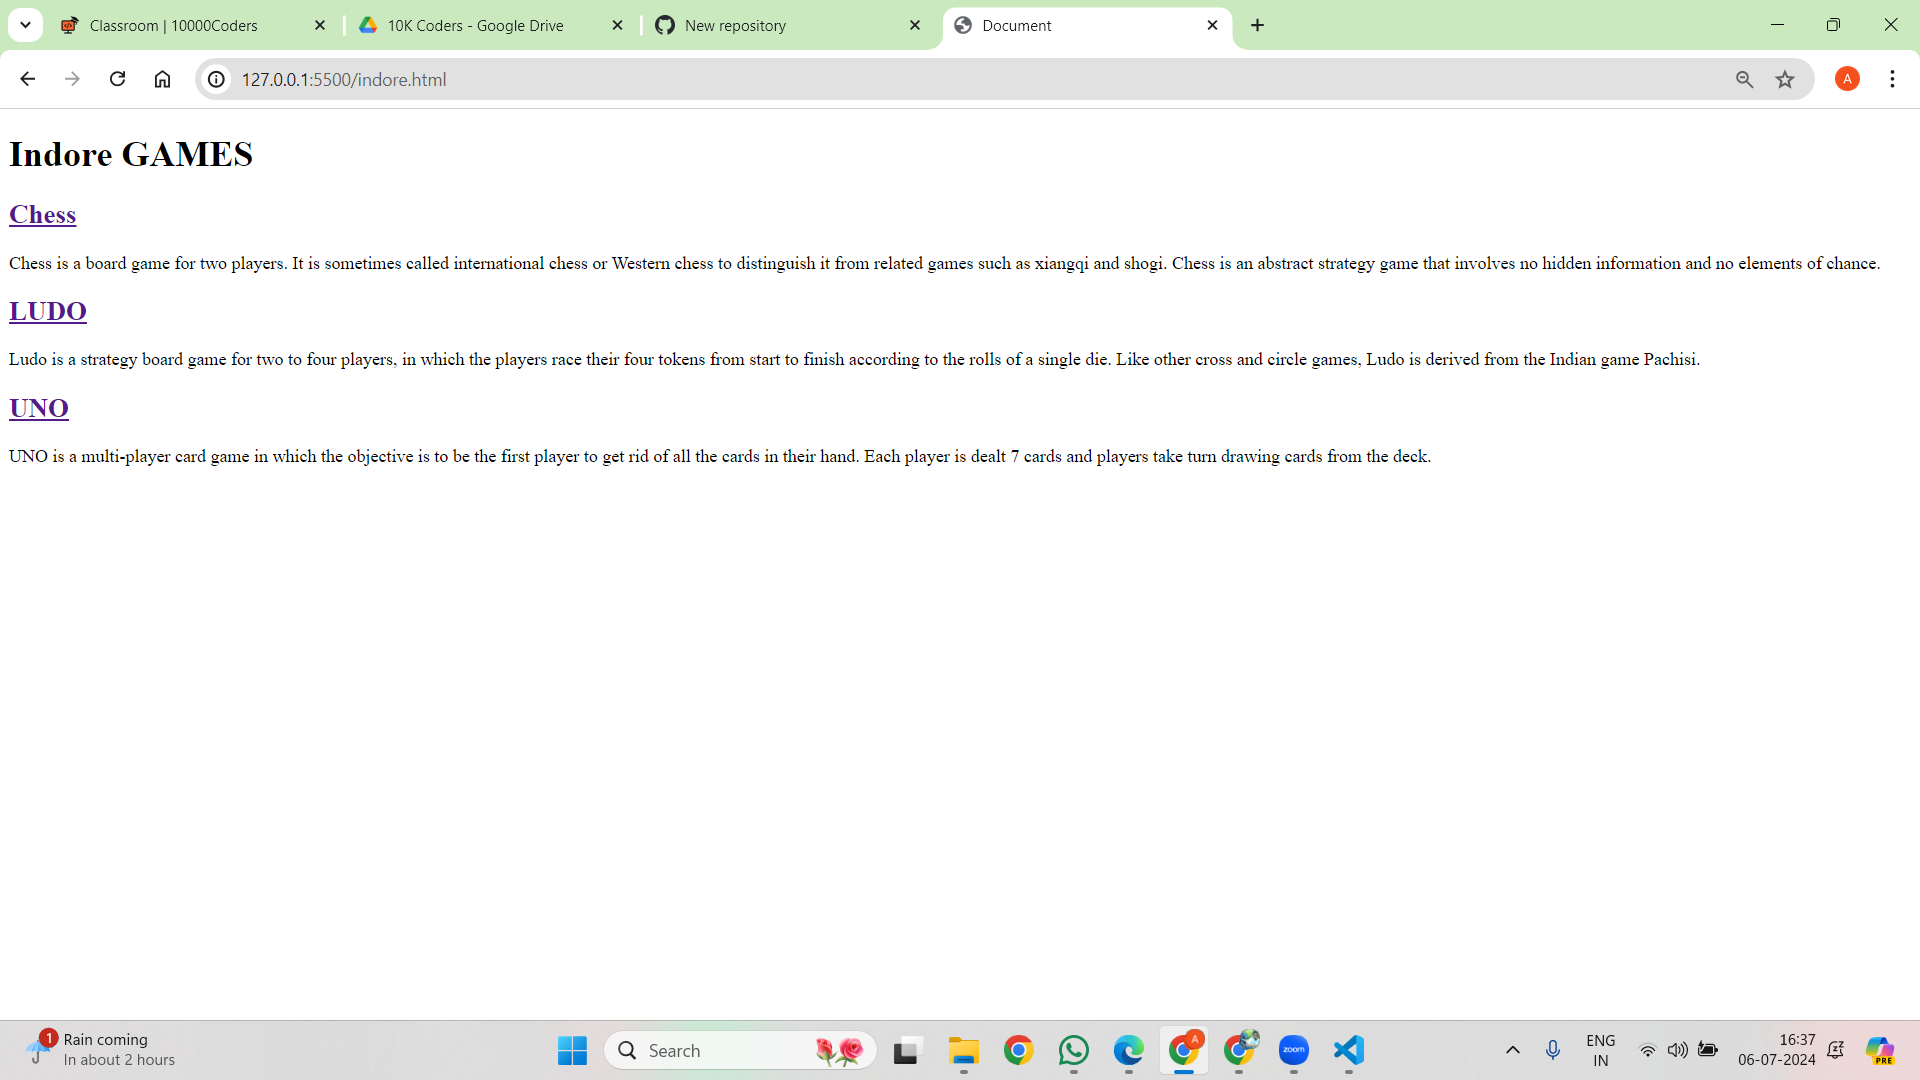 Classroom | 10000Coders
10K Coders - Google Drive
New repository
Document
127.0.0.1:5500/indore.html
A
Indore GAMES
Chess
Chess is a board game for two players. It is sometimes called international chess or Western chess to distinguish it from related games such as xiangqi and shogi. Chess is an abstract strategy game that involves no hidden information and no elements of chance.
LUDO
Ludo is a strategy board game for two to four players, in which the players race their four tokens from start to finish according to the rolls of a single die. Like other cross and circle games, Ludo is derived from the Indian game Pachisi.
UNO
UNO is a multi-player card game in which the objective is to be the first player to get rid of all the cards in their hand. Each player is dealt 7 cards and players take turn drawing cards from the deck.
1
Rain coming
In about 2 hours
Search
A
zoom
ENG
IN
16:37
06-07-2024
PRE